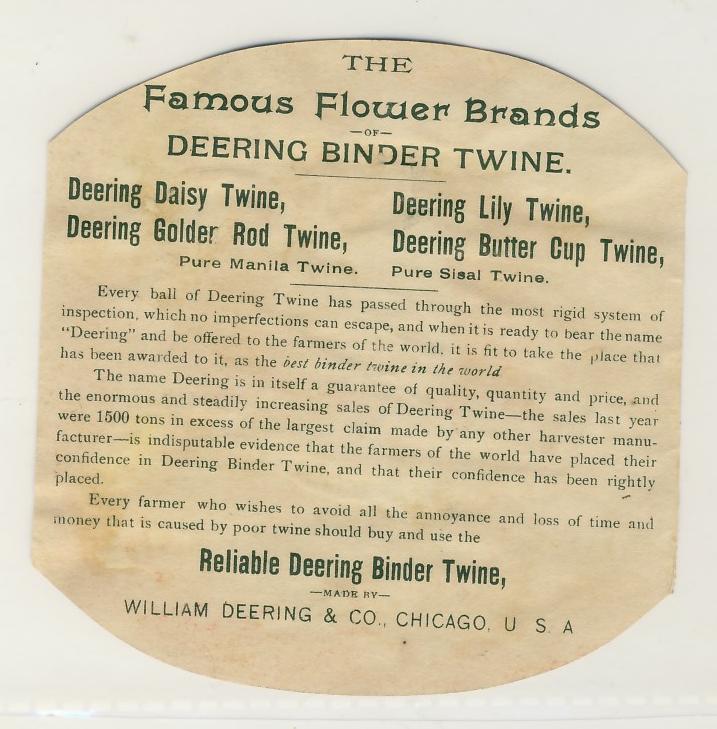 THE
Famous Flower Brands
—OF—
DEERING BINDER TWINE.
Deering Daisy Twine, Deering Lily Twine,
Deering Golder Rod Twine, Deering Butter Cup Twine,
Pure Manila Twine. Pure Sisal Twine.
Every ball of Deering Twine has passed through the most rigid system of
inspection, which no imperfections can escape, and when it is ready to bear the name
“Deering” and be offered to the farmers of the world, it is fit to take the place that
has been awarded to it, as the best binder twine in the world
The name Deering is in itself a guarantee of quality, quantity and price, and
the enormous and steadily increasing sales of Deering Twine—the sales last year
were 1500 tons in excess of the largest claim made by any other harvester manu-
facturer—is indisputable evidence that the farmers of the world have placed their
confidence in Deering Binder Twine, and that their confidence has been rightly
placed.
Every farmer who wishes to avoid all the annoyance and loss of time and
money that is caused by poor twine should buy and use the
Reliable Deering Binder Twine,
—MADE BY—
WILLIAM DEERING & CO., CHICAGO, U S. A